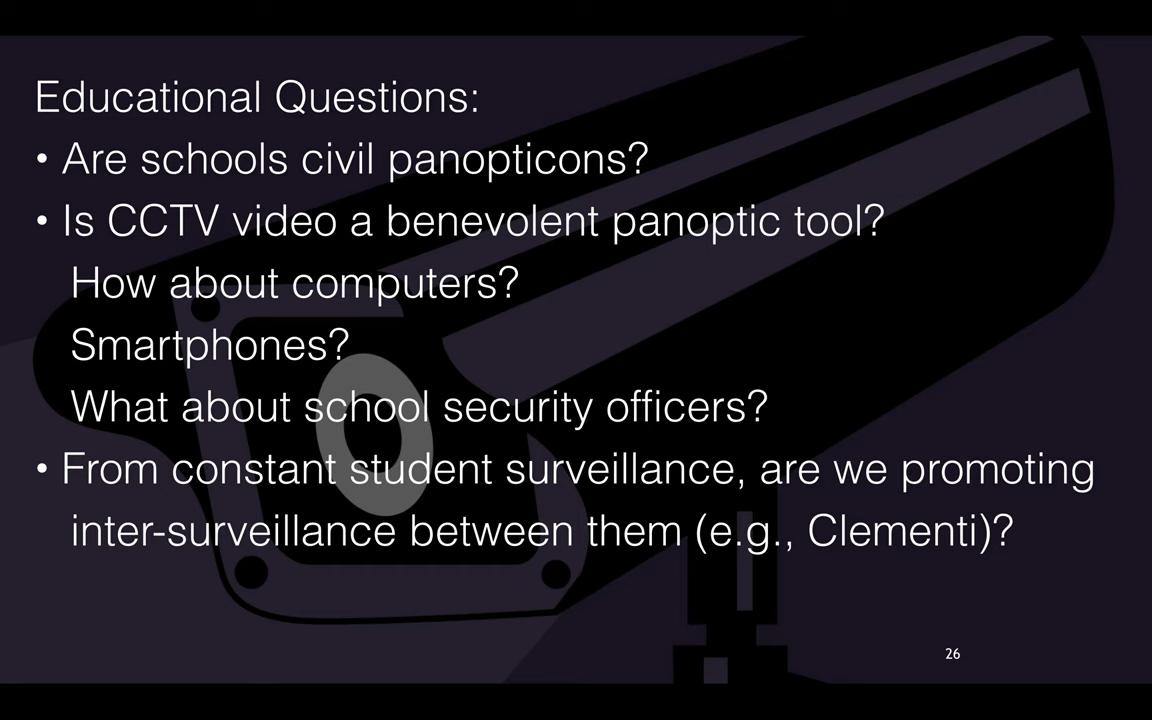 Educational Questions:
• Are schools civil panopticons?
• Is CCTV video a benevolent panoptic tool?
How about computers?
Smartphones?
What about school security officers?
• From constant student surveillance, are we promoting
inter-surveillance between them (e.g., Clementi)?
26